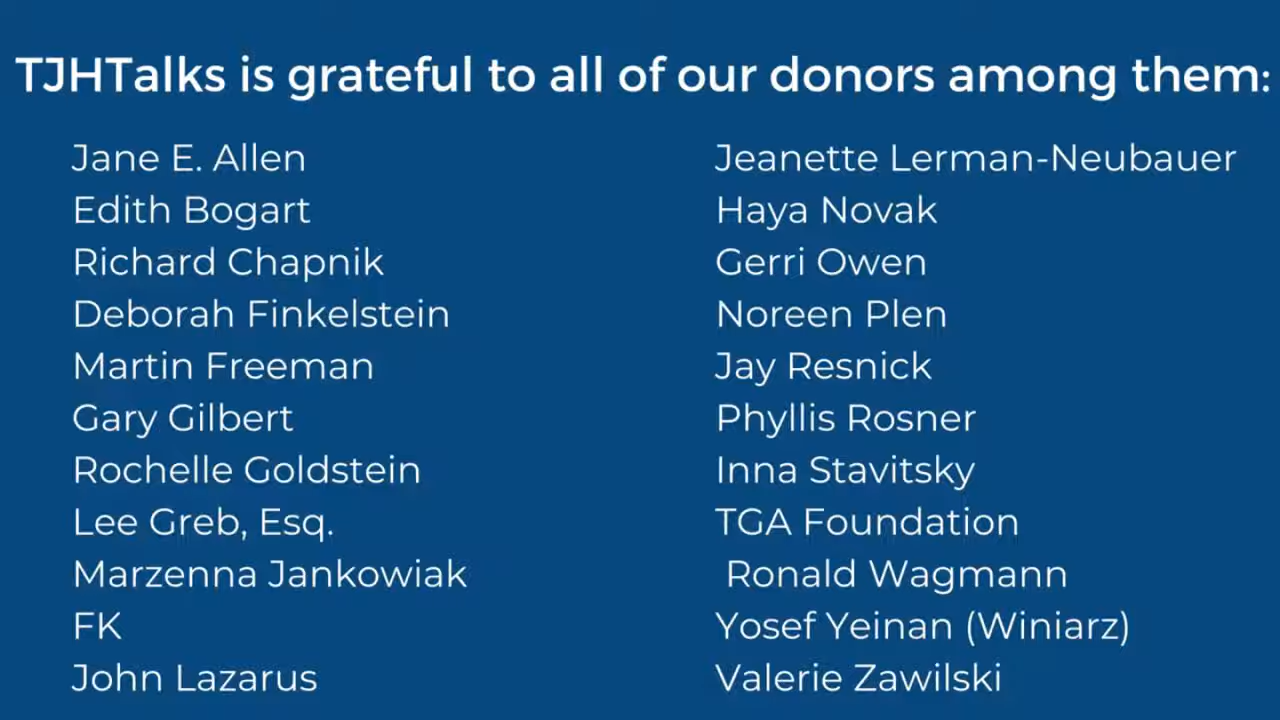 TJHTalks is grateful to all of our donors among them:
Jane E. Allen
Edith Bogart
Richard Chapnik
Deborah Finkelstein
Martin Freeman
Gary Gilbert
Rochelle Goldstein
Lee Greb, Esq.
Marzenna Jankowiak
FK
John Lazarus
Jeanette Lerman-Neubauer
Haya Novak
Gerri Owen
Noreen Plen
Jay Resnick
Phyllis Rosner
Inna Stavitsky
TGA Foundation
Ronald Wagmann
Yosef Yeinan (Winiarz)
Valerie Zawilski